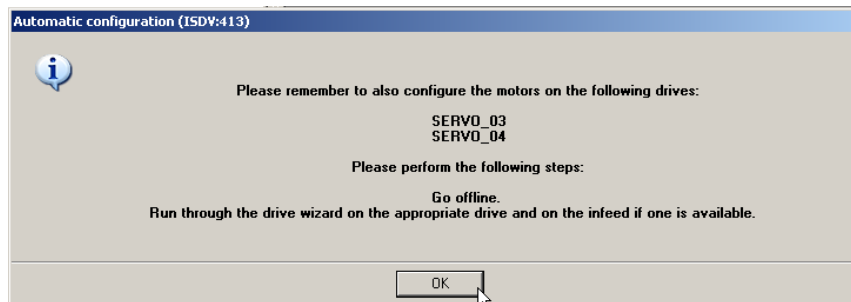 Automatic configuration (ISDV:413)
Please remember to also configure the motors on the following drives:
SERVO_03
SERVO_04
Please perform the following steps:
Go offline.
Run through the drive wizard on the appropriate drive and on the infeed if one is available.
OK